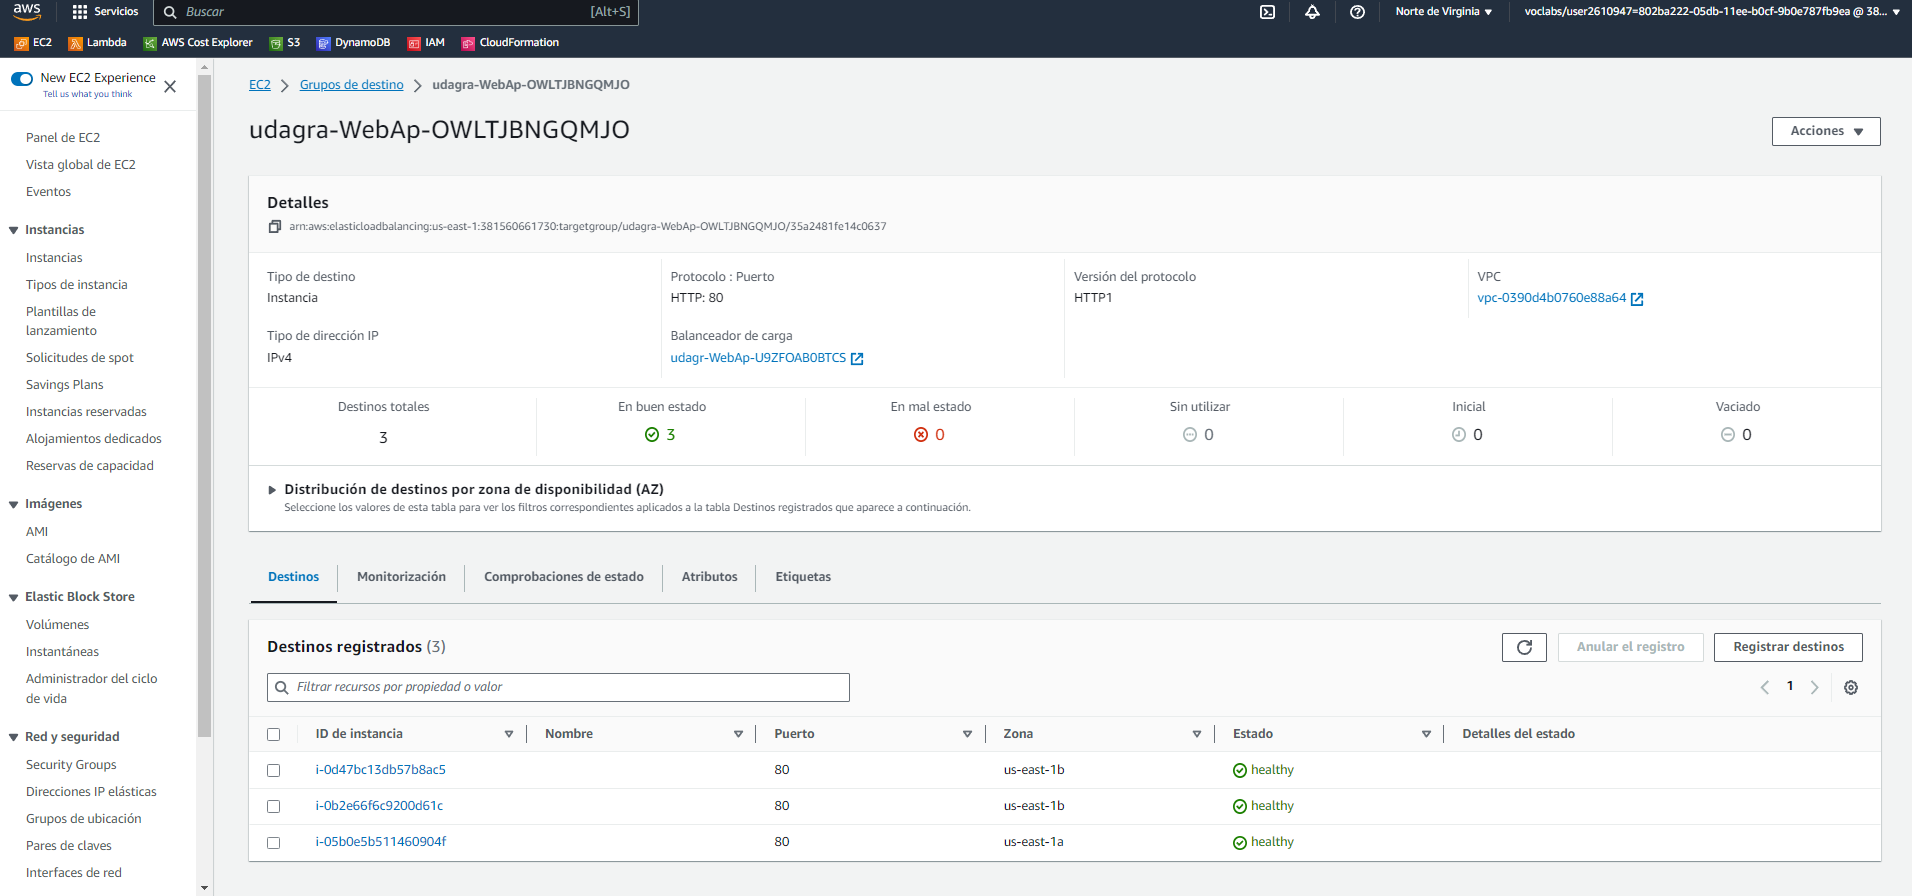 aws Servicios Buscar [Alt+S] Norte de Virginia voclabs/user2610947=802ba222-05db-11ee-b0cf-9b0e787fb9ea @ 38...
EC2 Lambda AWS Cost Explorer S3 DynamoDB IAM CloudFormation
New EC2 Experience
Tell us what you think
Panel de EC2
Vista global de EC2
Eventos
Instancias
Instancias
Tipos de instancia
Plantillas de
lanzamiento
Solicitudes de spot
Savings Plans
Instancias reservadas
Alojamientos dedicados
Reservas de capacidad
Imágenes
AMI
Catálogo de AMI
Elastic Block Store
Volúmenes
Instantáneas
Administrador del ciclo
de vida
Red y seguridad
Security Groups
Direcciones IP elásticas
Grupos de ubicación
Pares de claves
Interfaces de red
EC2 Grupos de destino udagra-WebAp-OWLTJBNGQMJO
udagra-WebAp-OWLTJBNGQMJO
Acciones
Detalles
arn:aws:elasticloadbalancing:us-east-1:381560661730:targetgroup/udagra-WebAp-OWLTJBNGQMJO/35a2481fe14c0637
Tipo de destino Protocolo : Puerto Versión del protocolo VPC
Instancia HTTP: 80 HTTP1 vpc-0390d4b0760e88a64
Tipo de dirección IP Balanceador de carga
IPv4 udagr-WebAp-U9ZFOAB0BTCS
Destinos totales En buen estado En mal estado Sin utilizar Inicial Vaciado
3 3 0 0 0 0
Distribución de destinos por zona de disponibilidad (AZ)
Seleccione los valores de esta tabla para ver los filtros correspondientes aplicados a la tabla Destinos registrados que aparece a continuación.
Destinos Monitorización Comprobaciones de estado Atributos Etiquetas
Destinos registrados (3) Anular el registro Registrar destinos
Filtrar recursos por propiedad o valor 1
ID de instancia Nombre Puerto Zona Estado Detalles del estado
i-0d47bc13db57b8ac5 80 us-east-1b healthy
i-0b2e66f6c9200d61c 80 us-east-1b healthy
i-05b0e5b511460904f 80 us-east-1a healthy